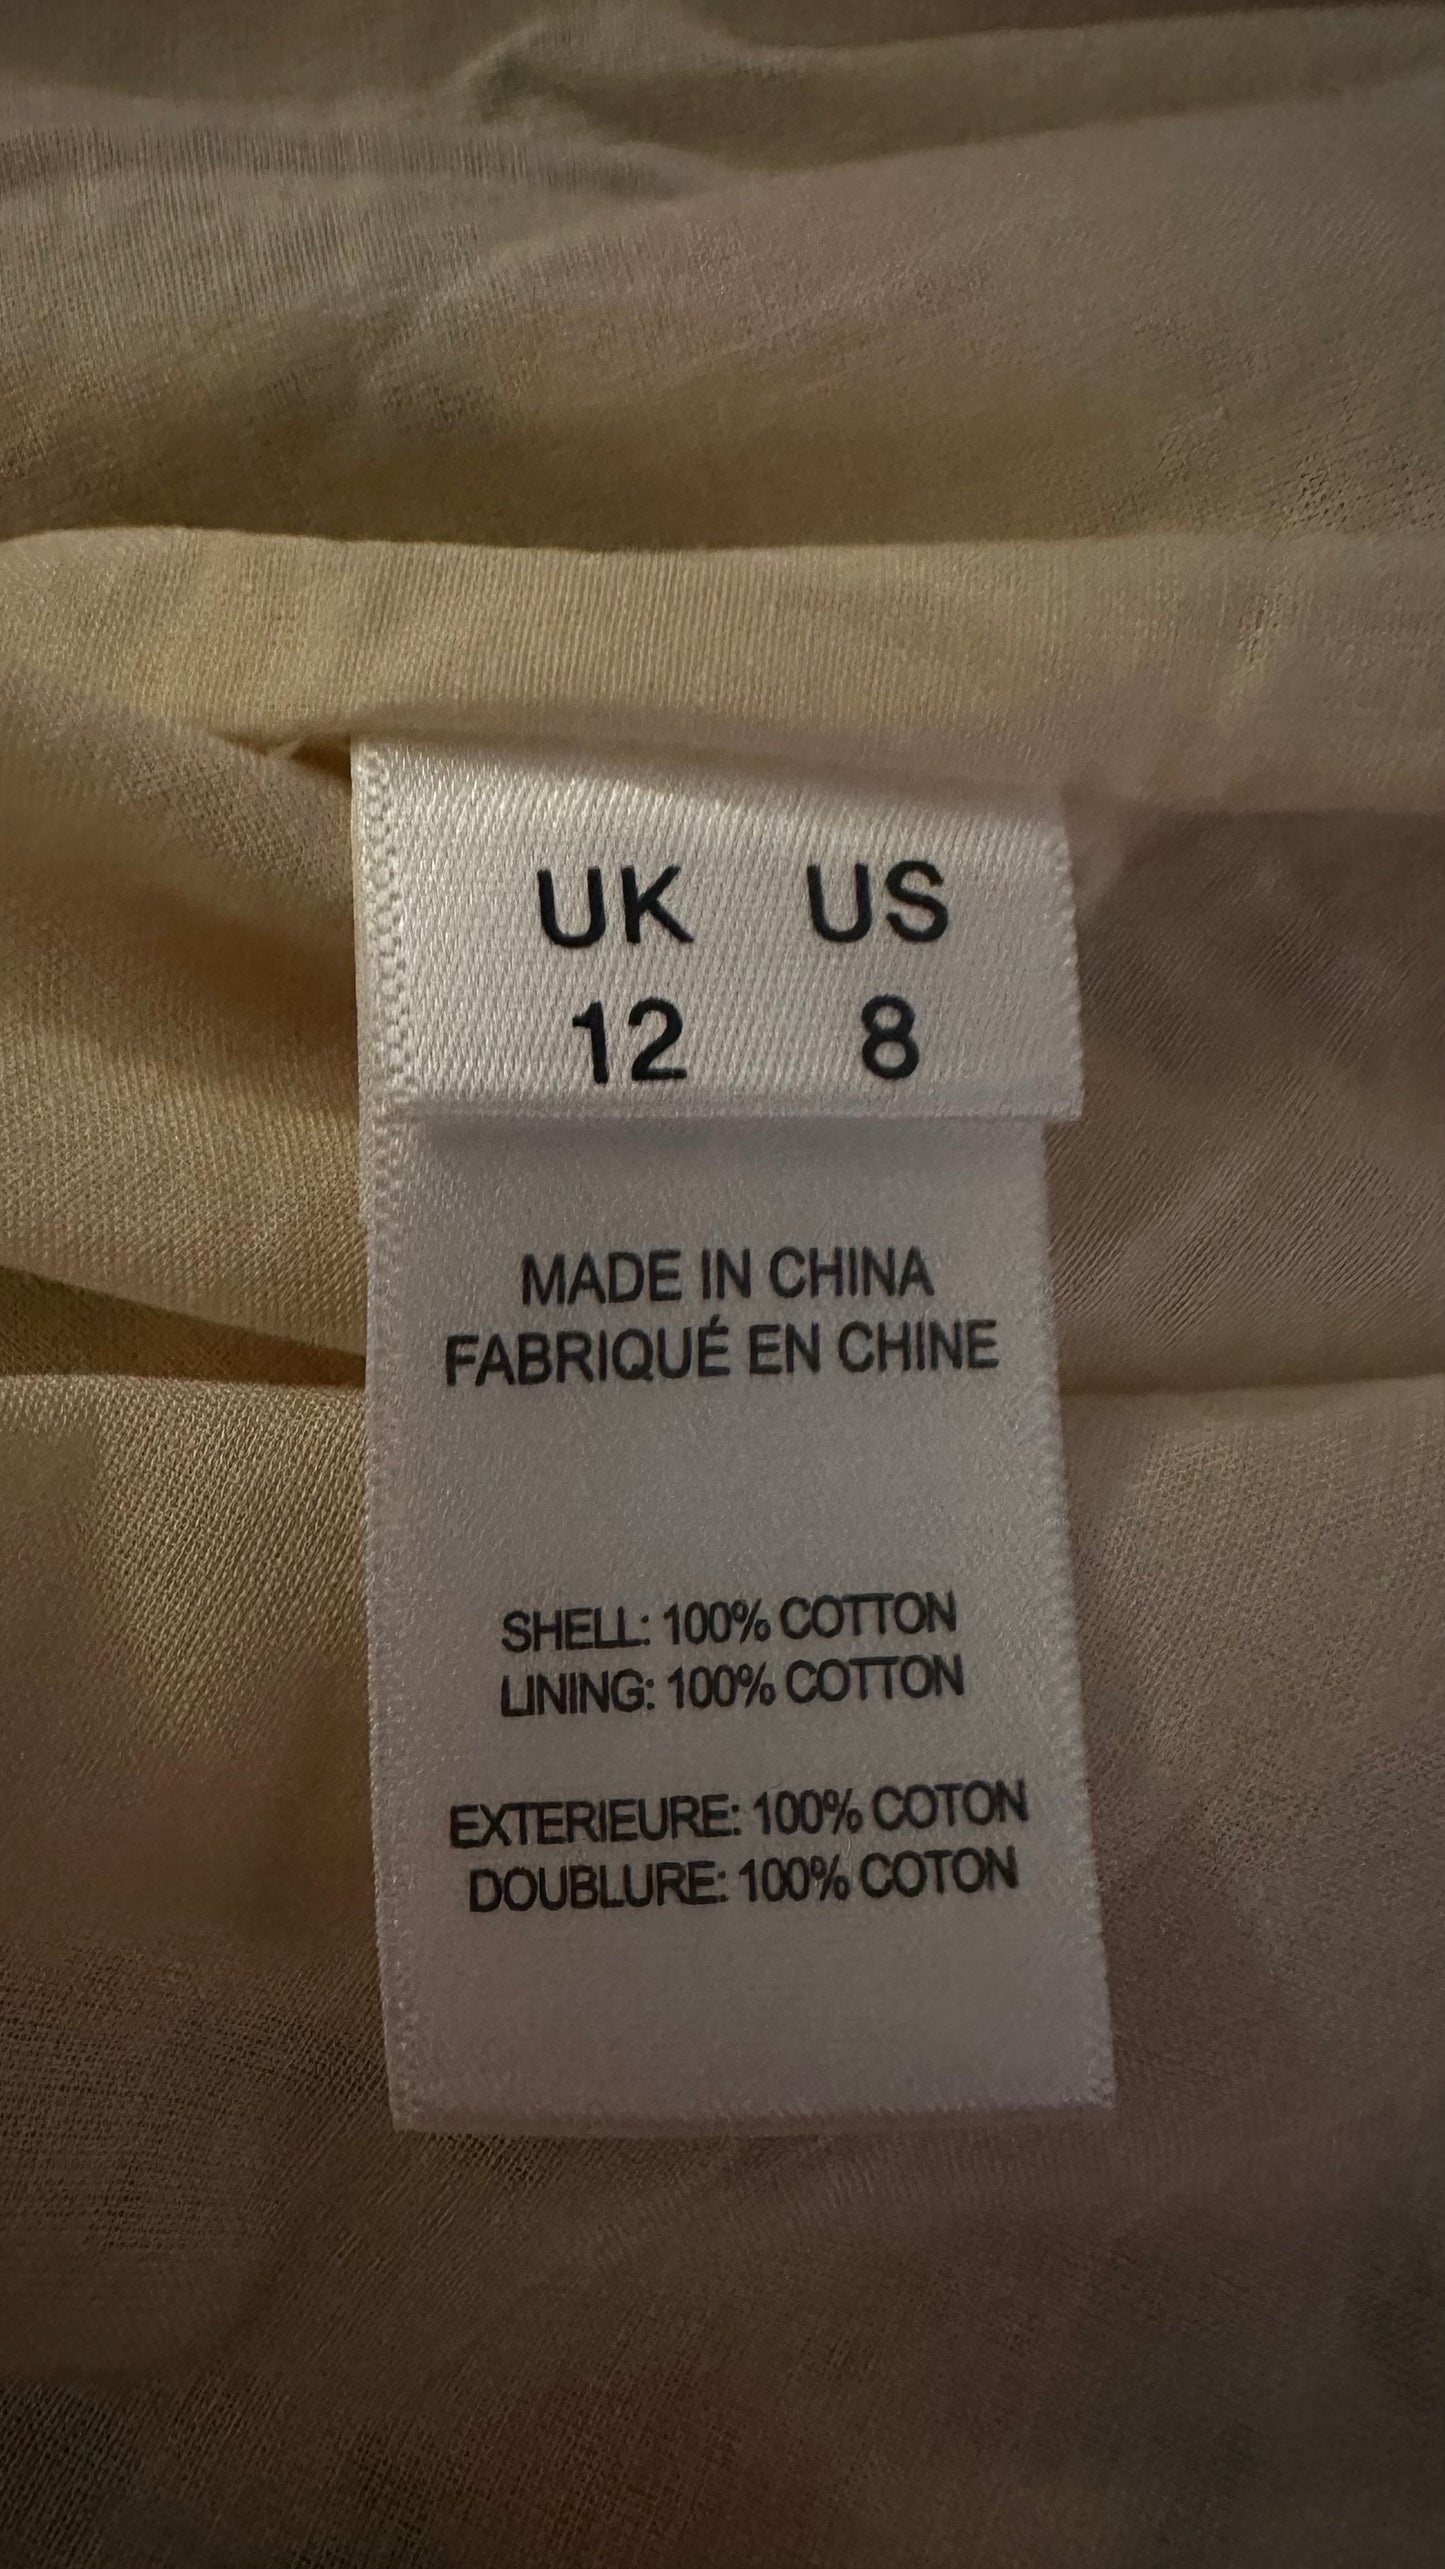 UK US
12 8
MADE IN CHINA
FABRIQUÉ EN CHINE
SHELL: 100% COTTON
LINING: 100% COTTON
EXTERIEURE: 100% COTON
DOUBLURE: 100% COTON